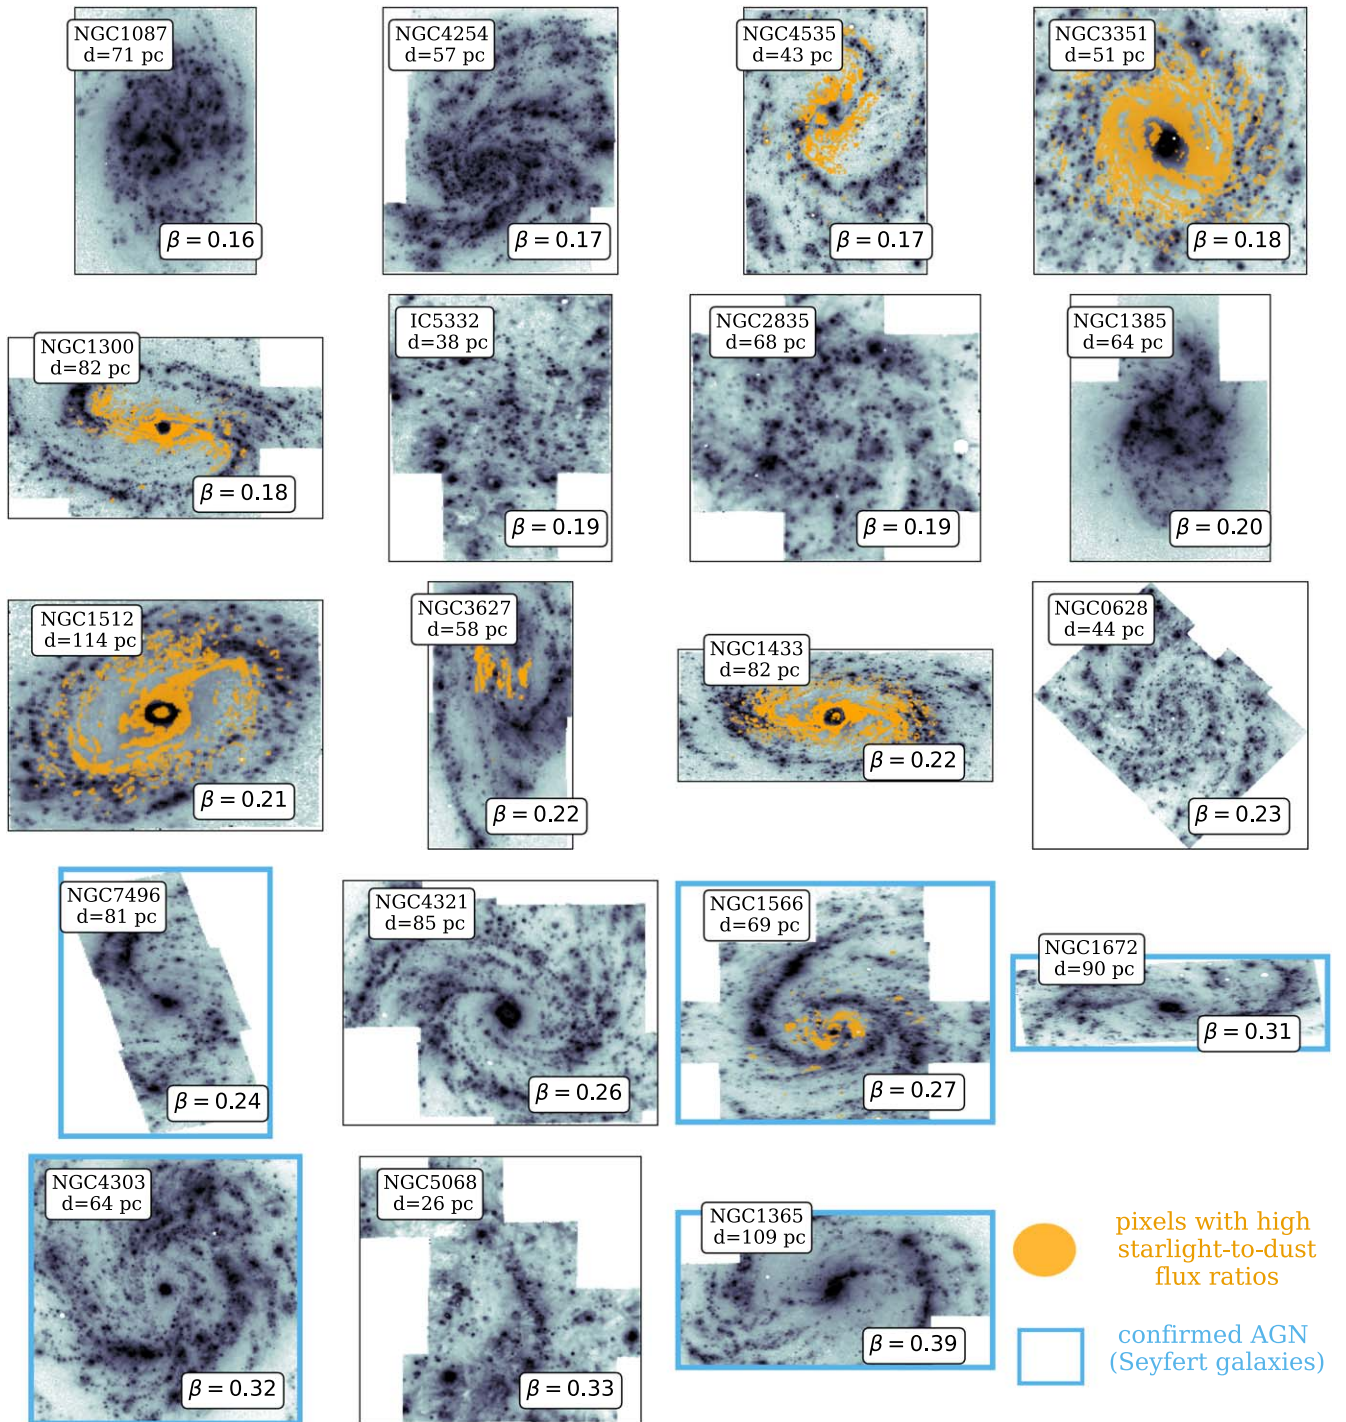 NGC1087
d=71 pc
β = 0.16
NGC4254
d=57 pc
β = 0.17
NGC4535
d=43 pc
β = 0.17
NGC3351
d=51 pc
β = 0.18
NGC1300
d=82 pc
β = 0.18
IC5332
d=38 pc
β = 0.19
NGC2835
d=68 pc
β = 0.19
NGC1385
d=64 pc
β = 0.20
NGC1512
d=114 pc
β = 0.21
NGC3627
d=58 pc
β = 0.22
NGC1433
d=82 pc
β = 0.22
NGC0628
d=44 pc
β = 0.23
NGC7496
d=81 pc
β = 0.24
NGC4321
d=85 pc
β = 0.26
NGC1566
d=69 pc
β = 0.27
NGC1672
d=90 pc
β = 0.31
NGC4303
d=64 pc
β = 0.32
NGC5068
d=26 pc
β = 0.33
NGC1365
d=109 pc
β = 0.39
pixels with high
starlight-to-dust
flux ratios
confirmed AGN
(Seyfert galaxies)